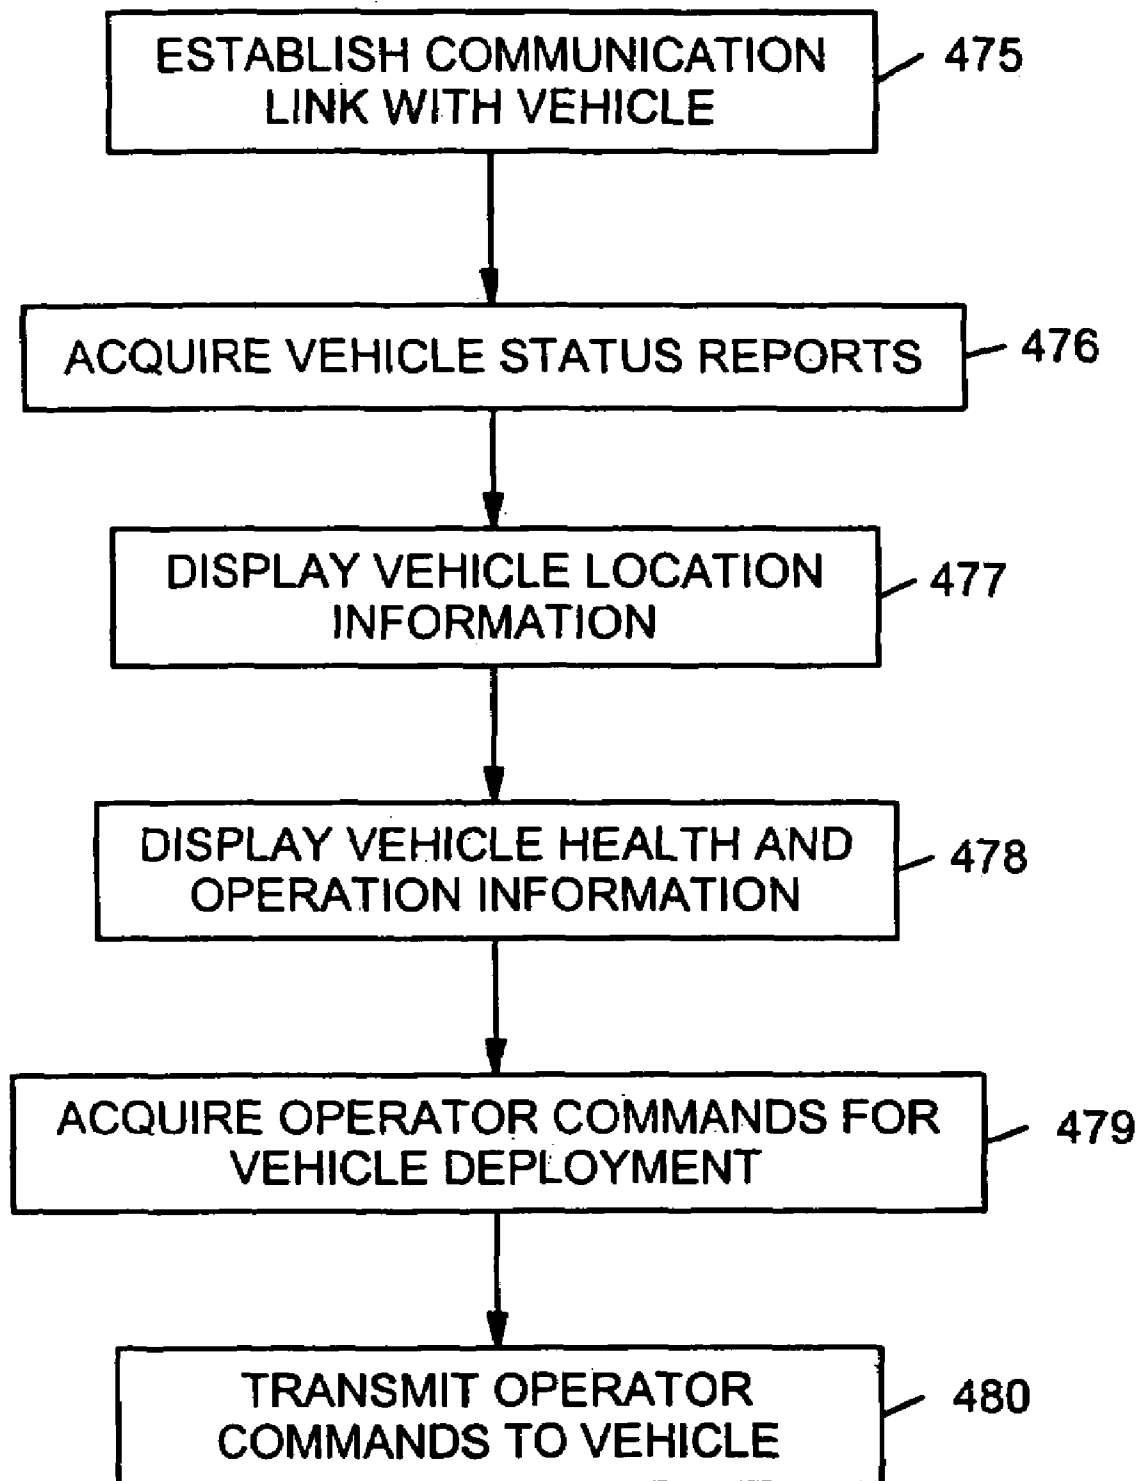 ESTABLISH COMMUNICATION
LINK WITH VEHICLE
475
ACQUIRE VEHICLE STATUS REPORTS
476
DISPLAY VEHICLE LOCATION
INFORMATION
477
DISPLAY VEHICLE HEALTH AND
OPERATION INFORMATION
478
ACQUIRE OPERATOR COMMANDS FOR
VEHICLE DEPLOYMENT
479
TRANSMIT OPERATOR
COMMANDS TO VEHICLE
480